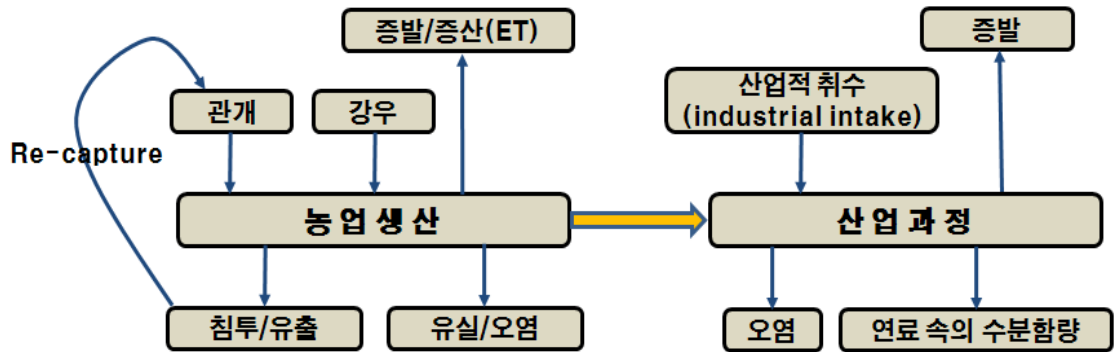 증발/증산(ET)
증발
산업적 취수
(industrial intake)
관개
강우
Re-capture
농 업 생 산
산 업 과 정
침투/유출
유실/오염
오염
연료 속의 수분함량